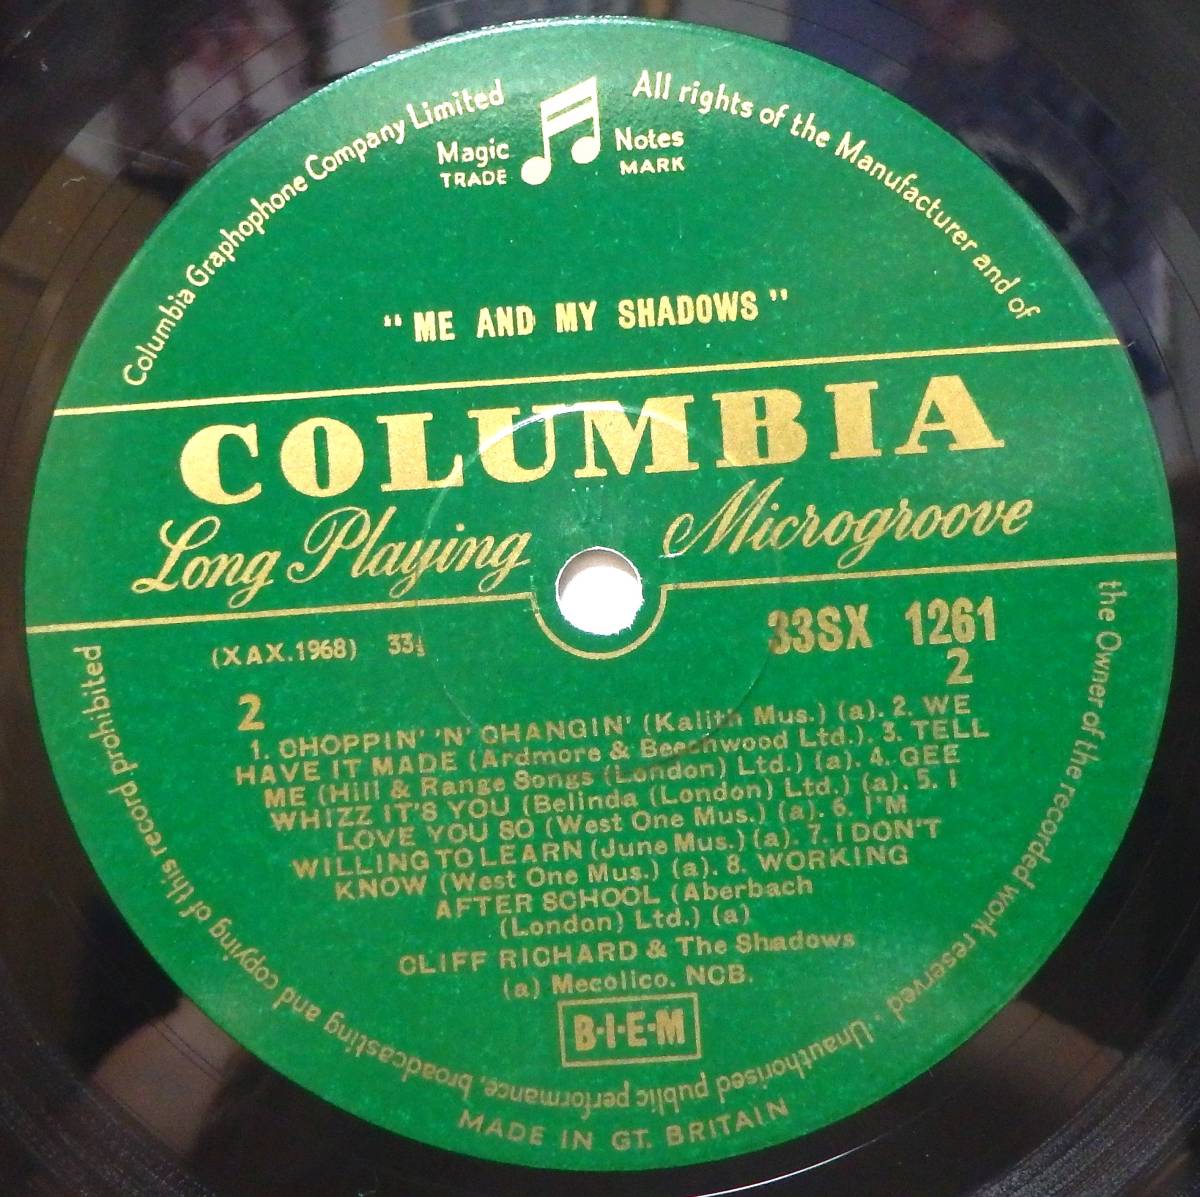 Columbia Graphophone Company Limited
All rights of the Manufacturer and of
the Owner of the recorded work reserved · Unauthorised public performance, broadcasting and copying of this record prohibited
Magic Notes
TRADE MARK
"ME AND MY SHADOWS"
COLUMBIA
Long Playing Microgroove
(XAX.1968) 33⅓
33SX 1261
2
2
1. CHOPPIN' 'N' CHANGIN' (Kalith Mus.) (a). 2. WE
HAVE IT MADE (Ardmore & Beechwood Ltd.). 3. TELL
ME (Hill & Range Songs (London) Ltd.) (a). 4. GEE
WHIZZ IT'S YOU (Belinda (London) Ltd.) (a). 5. I
LOVE YOU SO (West One Mus.) (a). 6. I'M
WILLING TO LEARN (June Mus.) (a). 7. I DON'T
KNOW (West One Mus.) (a). 8. WORKING
AFTER SCHOOL (Aberbach
(London) Ltd.) (a)
CLIFF RICHARD & The Shadows
(a) Mecolico. NCB.
B·I·E·M
MADE IN GT. BRITAIN